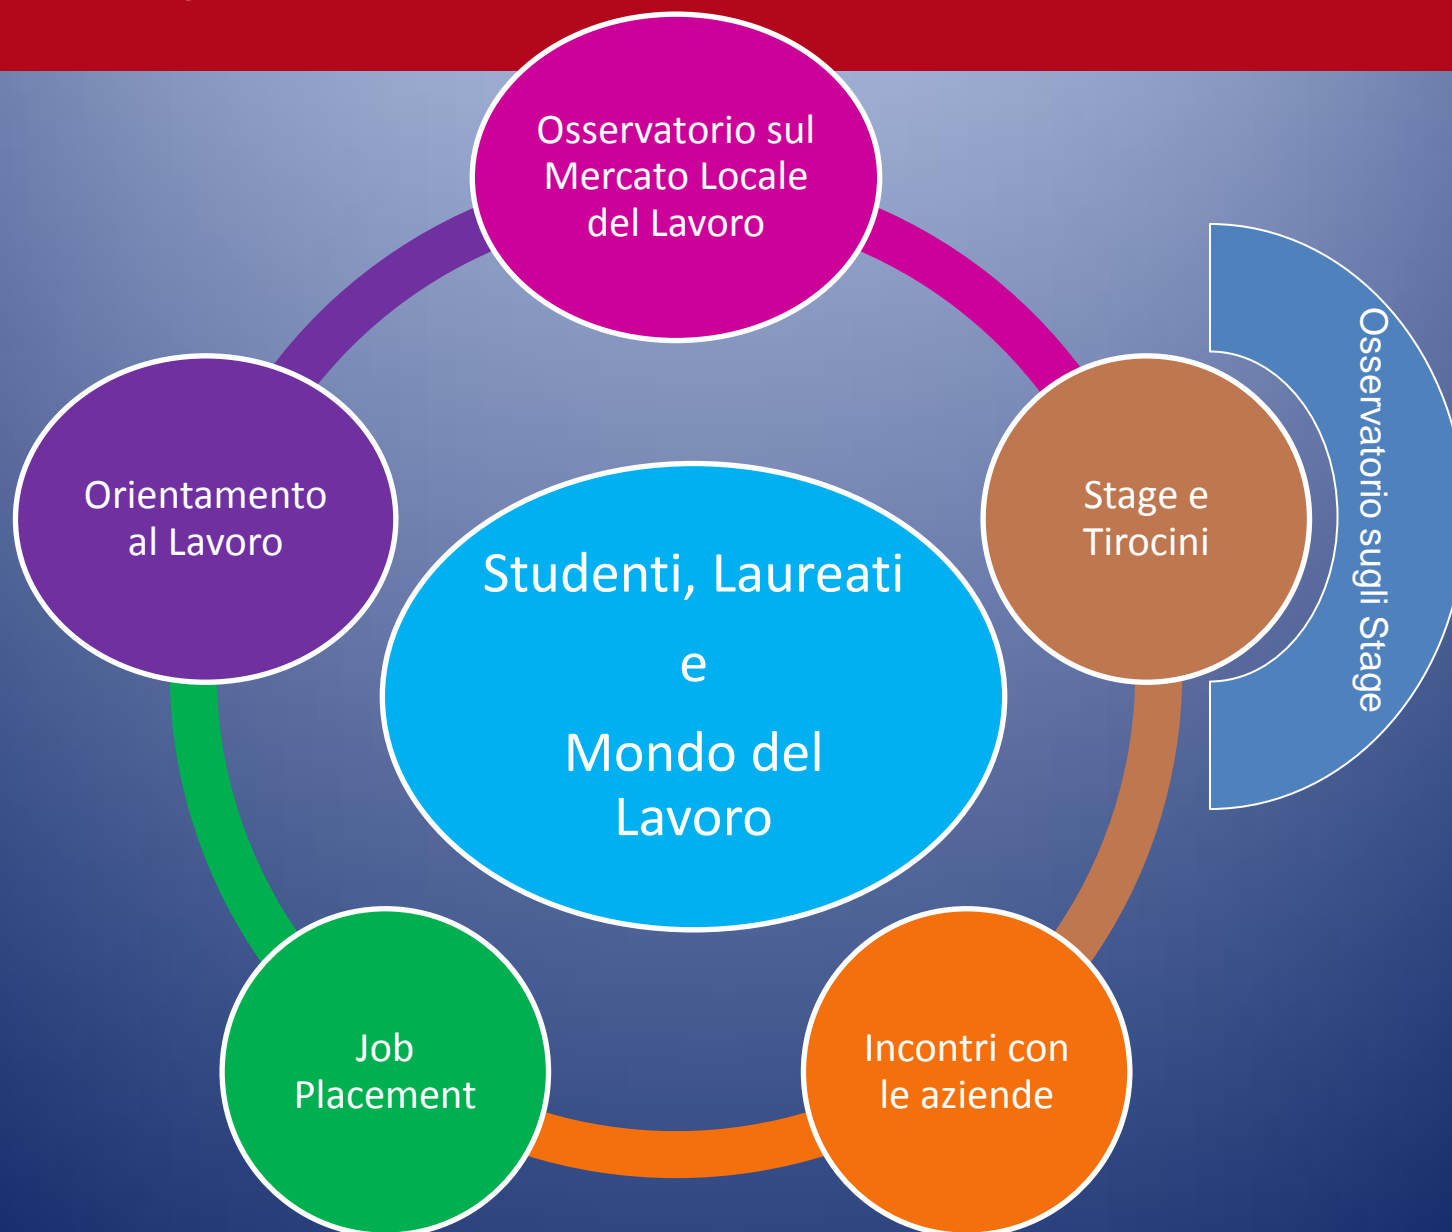 Osservatorio sul
Mercato Locale
del Lavoro
Orientamento
al Lavoro
Stage e
Tirocini
Osservatorio sugli Stage
Studenti, Laureati
e
Mondo del
Lavoro
Job
Placement
Incontri con
le aziende